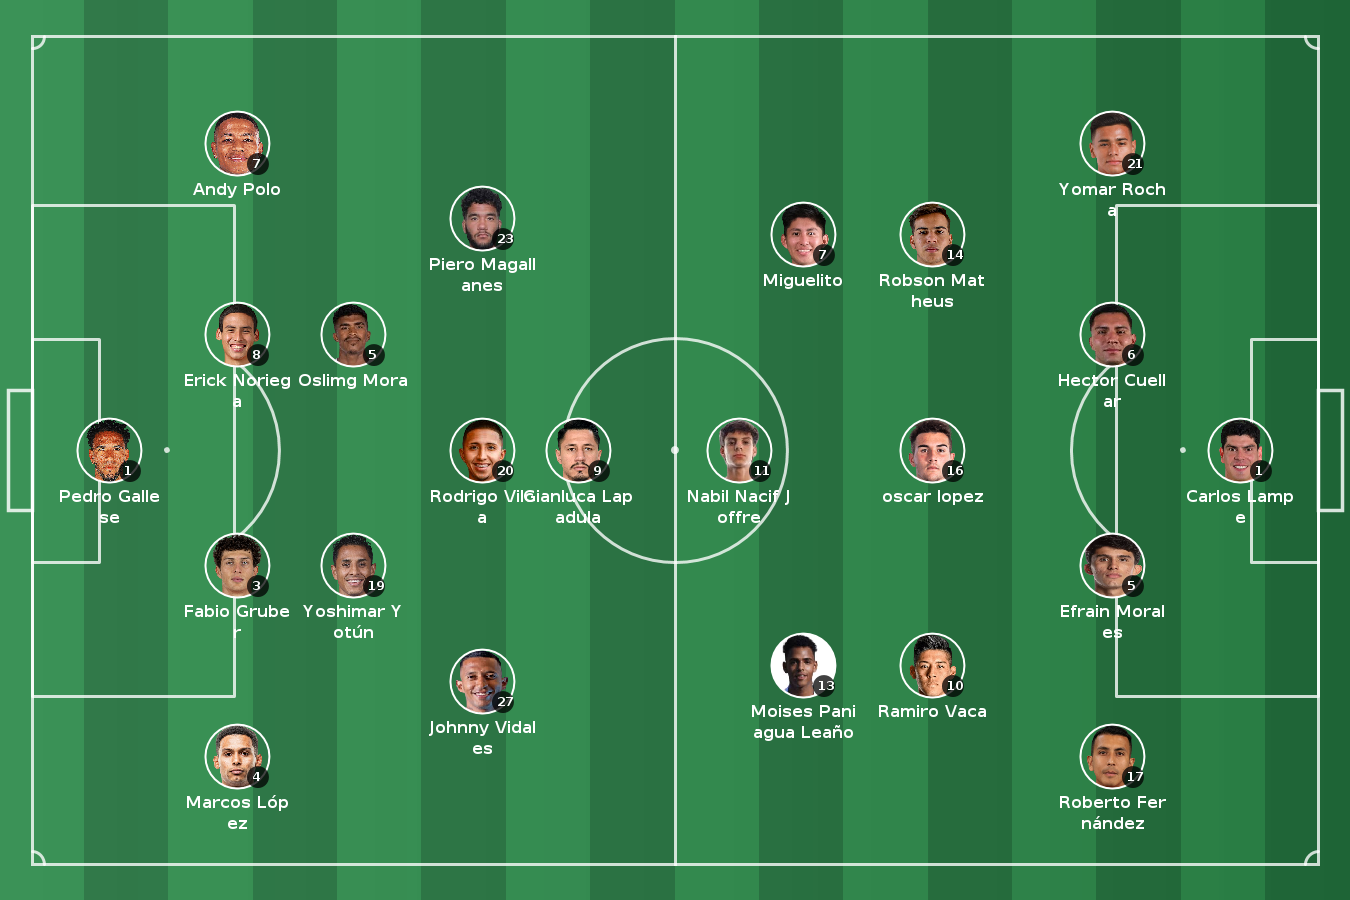 7
Andy Polo
21
Yomar Roch
a
23
Piero Magall
anes
7
Miguelito
14
Robson Mat
heus
8
Erick Norieg
a
5
Oslimg Mora
6
Hector Cuell
ar
1
Pedro Galle
se
20
Rodrigo Vil
a
9
Gianluca Lap
adula
11
Nabil Nacif J
offre
16
oscar lopez
1
Carlos Lamp
e
3
Fabio Grube
r
19
Yoshimar Y
otún
5
Efrain Moral
es
27
Johnny Vidal
es
13
Moises Pani
agua Leaño
10
Ramiro Vaca
4
Marcos Lóp
ez
17
Roberto Fer
nández